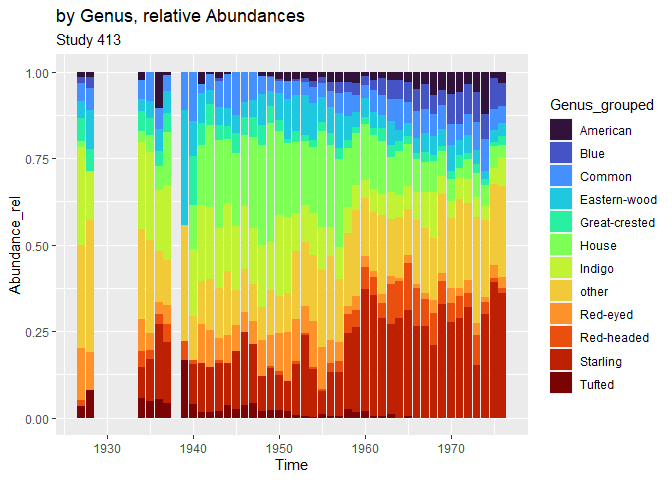 by Genus, relative Abundances
Study 413
1.00
0.75
0.50
0.25
0.00
Abundance_rel
1930
1940
1950
1960
1970
Time
Genus_grouped
American
Blue
Common
Eastern-wood
Great-crested
House
Indigo
other
Red-eyed
Red-headed
Starling
Tufted